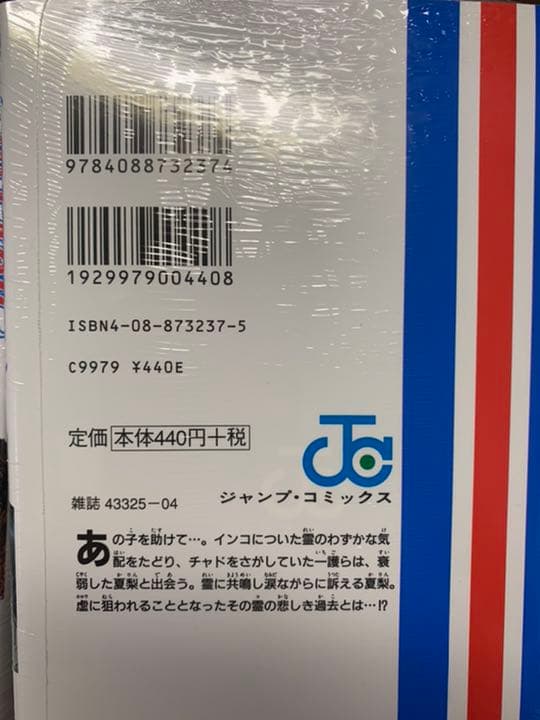 9784088732374
1929979004408
ISBN4-08-873237-5
C9979 ¥440E
定価 本体440円+税
JC
ジャンプ・コミックス
雑誌 43325-04
あの子を助けて…。インコについた霊のわずかな気
配をたどり、チャドをさがしていた一護らは、衰
弱した夏梨と出会う。霊に共鳴し涙ながらに訴える夏梨。
虚に狙われることとなったその霊の悲しき過去とは…!?